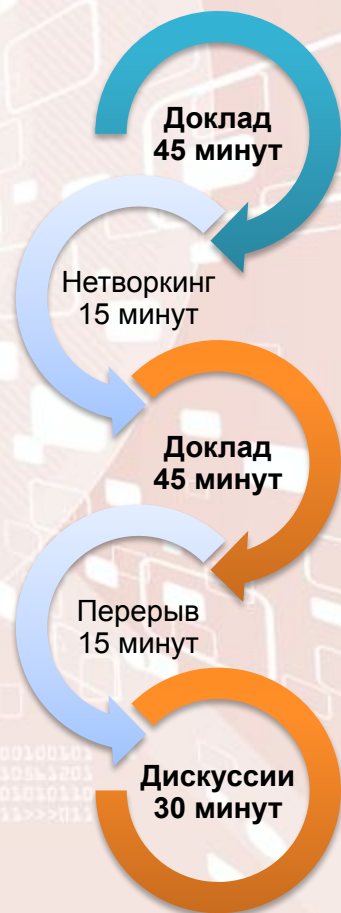 Доклад
45 минут
Нетворкинг
15 минут
Доклад
45 минут
Перерыв
15 минут
Дискуссии
30 минут